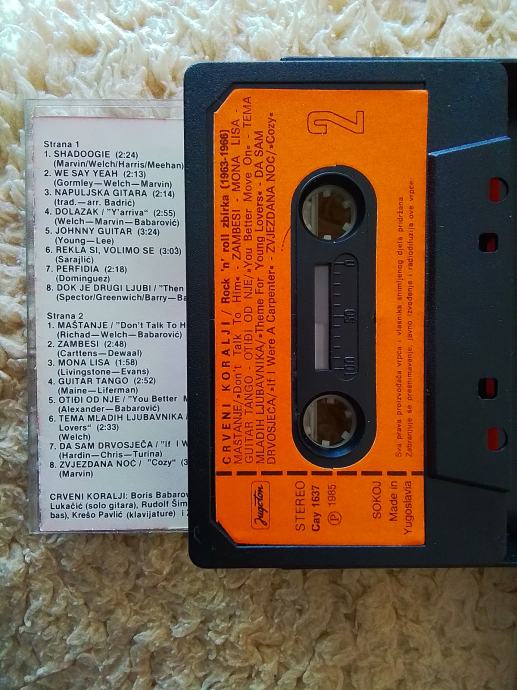 Strana 1
1. SHADOOGIE (2:24)
(Marvin/Welch/Harris/Meehan)
2. WE SAY YEAH (2:13)
(Gormley—Welch—Marvin)
3. NAPULJSKA GITARA (2:14)
(trad.—arr. Badrić)
4. DOLAZAK / "Y'arriva" (2:55)
(Welch—Marvin—Babarović)
5. JOHNNY GUITAR (3:24)
(Young—Lee)
6. REKLA SI, VOLIMO SE (3:03)
(Sarajlić)
7. PERFIDIA (2:18)
(Dominguez)
8. DOK JE DRUGI LJUBI / "Then
(Spector/Greenwich/Barry—Ba
Strana 2
1. MAŠTANJE / "Don't Talk To H
(Richad—Welch—Babarović)
2. ZAMBESI (2:48)
(Carttens—Dewaal)
3. MONA LISA (1:58)
(Livingstone—Evans)
4. GUITAR TANGO (2:52)
(Maine—Liferman)
5. OTIĐI OD NJE / "You Better M
(Alexander—Babarović)
6. TEMA MLADIH LJUBAVNIKA /
Lovers" (2:33)
(Welch)
7. DA SAM DRVOSJEČA / "If I W
(Hardin—Chris—Turina)
8. ZVJEZDANA NOĆ / "Cozy" (3
(Marvin)
CRVENI KORALJI: Boris Babarov
Lukačić (solo gitara), Rudolf Šim
bas), Krešo Pavlić (klavijature) i
2
CRVENI KORALJI / Rock 'n' roll zbirka (1963-1966)
MAŠTANJE/»Don't Talk To Him« - ZAMBESI - MONA LISA -
GUITAR TANGO - OTIĐI OD NJE/»You Better Move On« - TEMA
MLADIH LJUBAVNIKA/»Theme For Young Lovers« - DA SAM
DRVOSJEČA/»If I Were A Carpenter« - ZVJEZDANA NOĆ/»Cozy«
0 50 100
Sva prava proizvođača vrpce i vlasnika snimljenog djela pridržana.
Zabranjuje se presnimavanje, javno izvođenje i radiodifuzija ove vrpce.
Jugoton
STEREO
Cay 1637
Ⓟ 1985
SOKOJ
Made in
Yugoslavia